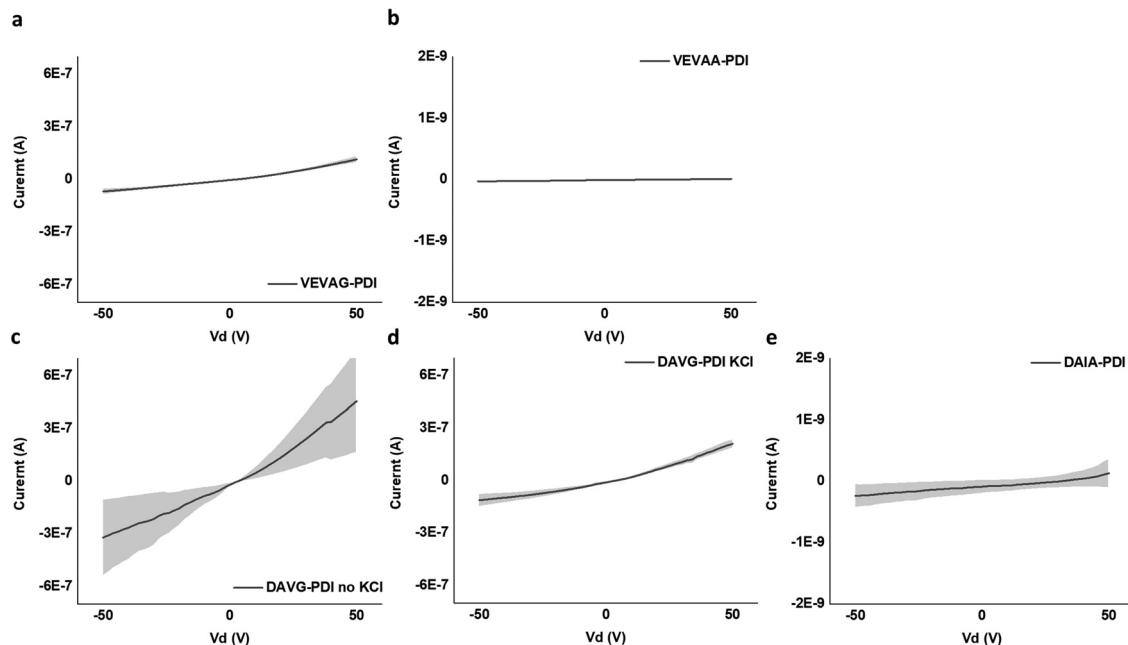 a
6E-7
3E-7
0
-3E-7
-6E-7
Curernt (A)
-50
0
50
Vd (V)
VEVAG-PDI
b
2E-9
1E-9
0
-1E-9
-2E-9
Curernt (A)
-50
0
50
Vd (V)
VEVAA-PDI
c
6E-7
3E-7
0
-3E-7
-6E-7
Curernt (A)
-50
0
50
Vd (V)
DAVG-PDI no KCl
d
6E-7
3E-7
0
-3E-7
-6E-7
Curernt (A)
-50
0
50
Vd (V)
DAVG-PDI KCl
e
2E-9
1E-9
0
-1E-9
-2E-9
Curernt (A)
-50
0
50
Vd (V)
DAIA-PDI